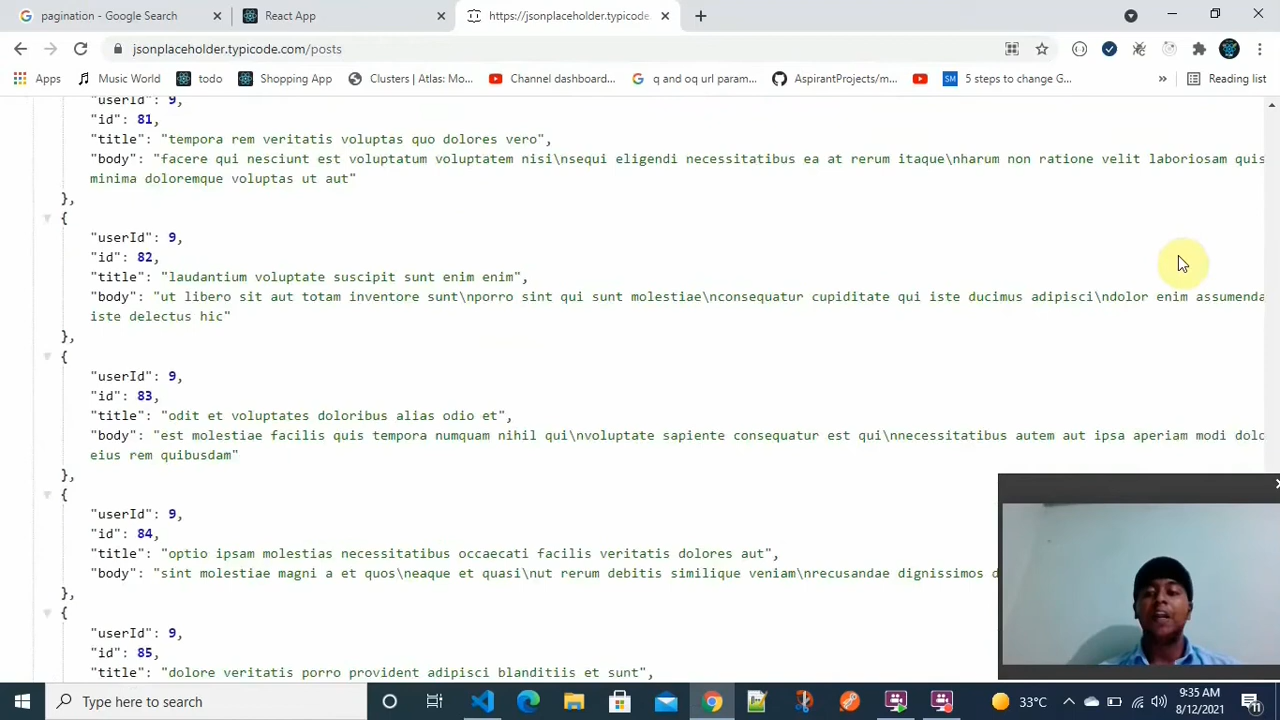 pagination - Google Search
React App
https://jsonplaceholder.typicode.
jsonplaceholder.typicode.com/posts
Apps
Music World
todo
Shopping App
Clusters | Atlas: Mo...
Channel dashboard...
q and oq url param...
AspirantProjects/m...
SM
5 steps to change G...
»
Reading list
"userId": 9,
"id": 81,
"title": "tempora rem veritatis voluptas quo dolores vero",
"body": "facere qui nesciunt est voluptatum voluptatem nisi\nsequi eligendi necessitatibus ea at rerum itaque\nharum non ratione velit laboriosam quis
minima doloremque voluptas ut aut"
},
{
"userId": 9,
"id": 82,
"title": "laudantium voluptate suscipit sunt enim enim",
"body": "ut libero sit aut totam inventore sunt\nporro sint qui sunt molestiae\nconsequatur cupiditate qui iste ducimus adipisci\ndolor enim assumenda
iste delectus hic"
},
{
"userId": 9,
"id": 83,
"title": "odit et voluptates doloribus alias odio et",
"body": "est molestiae facilis quis tempora numquam nihil qui\nvoluptate sapiente consequatur est qui\nnecessitatibus autem aut ipsa aperiam modi dolo
eius rem quibusdam"
},
{
"userId": 9,
"id": 84,
"title": "optio ipsam molestias necessitatibus occaecati facilis veritatis dolores aut",
"body": "sint molestiae magni a et quos\neaque et quasi\nut rerum debitis similique veniam\nrecusandae dignissimos d
},
{
"userId": 9,
"id": 85,
"title": "dolore veritatis porro provident adipisci blanditiis et sunt",
Type here to search
33°C
9:35 AM
8/12/2021
11